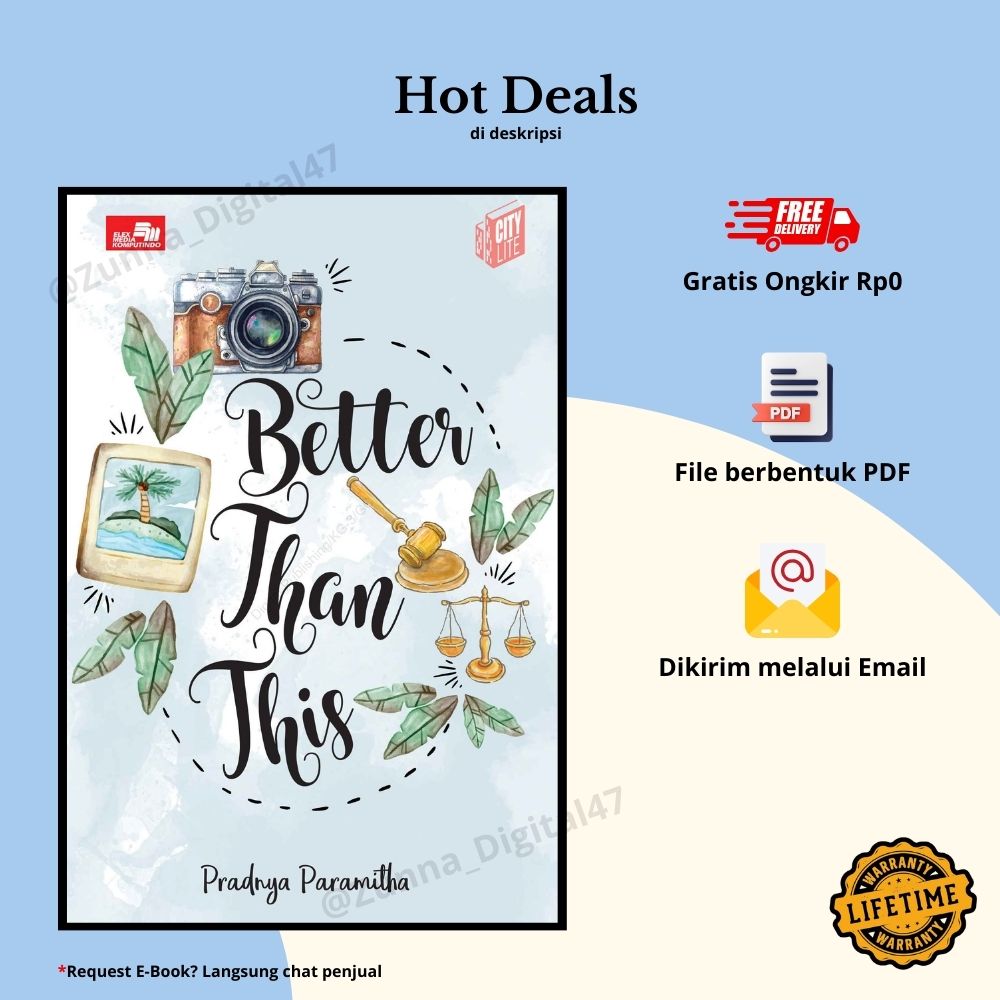 Hot Deals
di deskripsi
@Zunna_Digital47
ELEX
MEDIA
KOMPUTINDO
CITY
LITE
Better
Than
This
Pradnya Paramitha
@Zunna_Digital47
FREE
DELIVERY
Gratis Ongkir Rp0
PDF
File berbentuk PDF
@
Dikirim melalui Email
WARRANTY
LIFETIME
WARRANTY
*Request E-Book? Langsung chat penjual